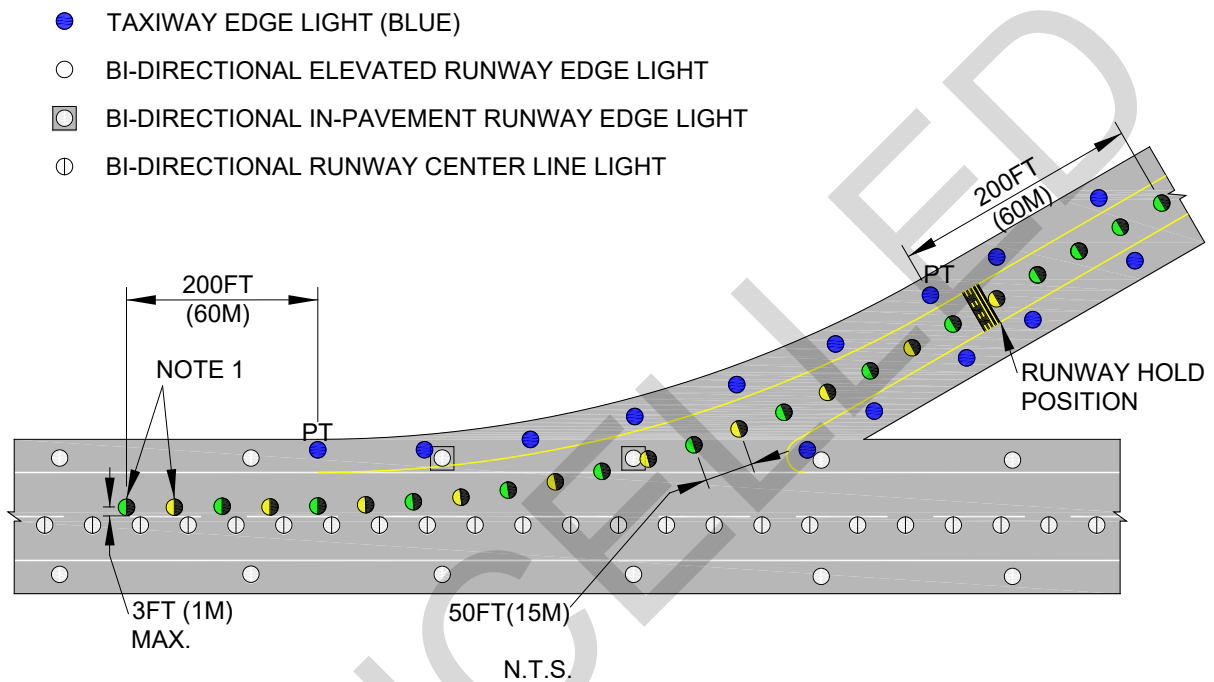 TAXIWAY EDGE LIGHT (BLUE)
BI-DIRECTIONAL ELEVATED RUNWAY EDGE LIGHT
BI-DIRECTIONAL IN-PAVEMENT RUNWAY EDGE LIGHT
BI-DIRECTIONAL RUNWAY CENTER LINE LIGHT
200FT
(60M)
PT
200FT
(60M)
NOTE 1
PT
RUNWAY HOLD
POSITION
3FT (1M)
MAX.
50FT(15M)
N.T.S.